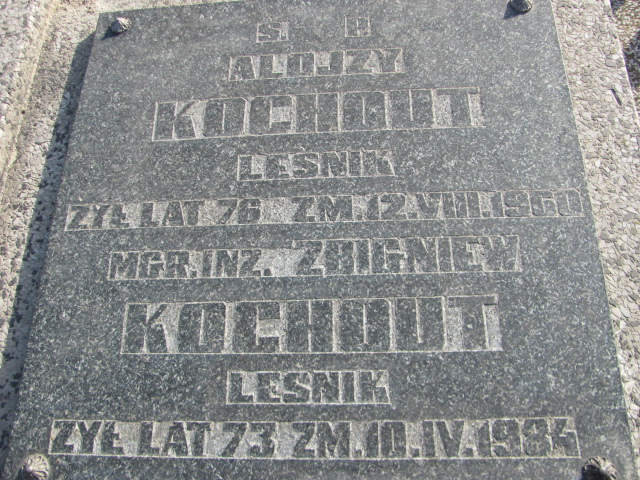 S P
ALOJZY
KOCHOUT
LEŚNIK
ŻYŁ LAT 76 ZM.12.VIII.1960
MGR.INŻ. ZBIGNIEW
KOCHOUT
LEŚNIK
ŻYŁ LAT 73 ZM.10.IV.1984